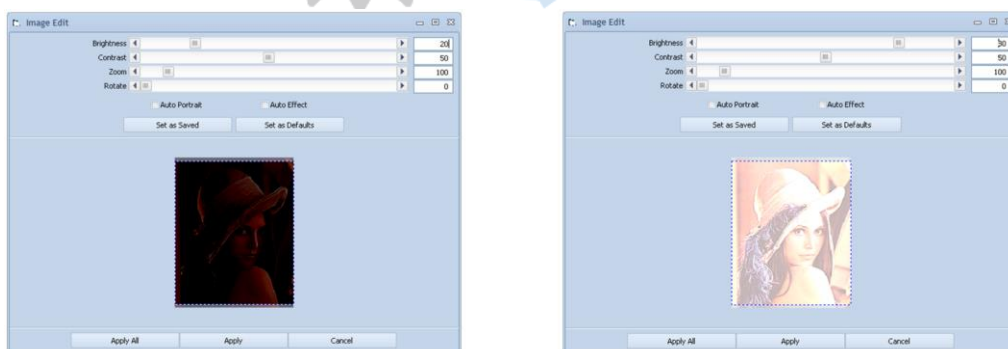 Image Edit
Brightness 20
Contrast 50
Zoom 100
Rotate 0
Auto Portrait Auto Effect
Set as Saved Set as Defaults
Apply All Apply Cancel
Image Edit
Brightness
Contrast 50
Zoom 100
Rotate 0
Auto Portrait Auto Effect
Set as Saved Set as Defaults
Apply All Apply Cancel